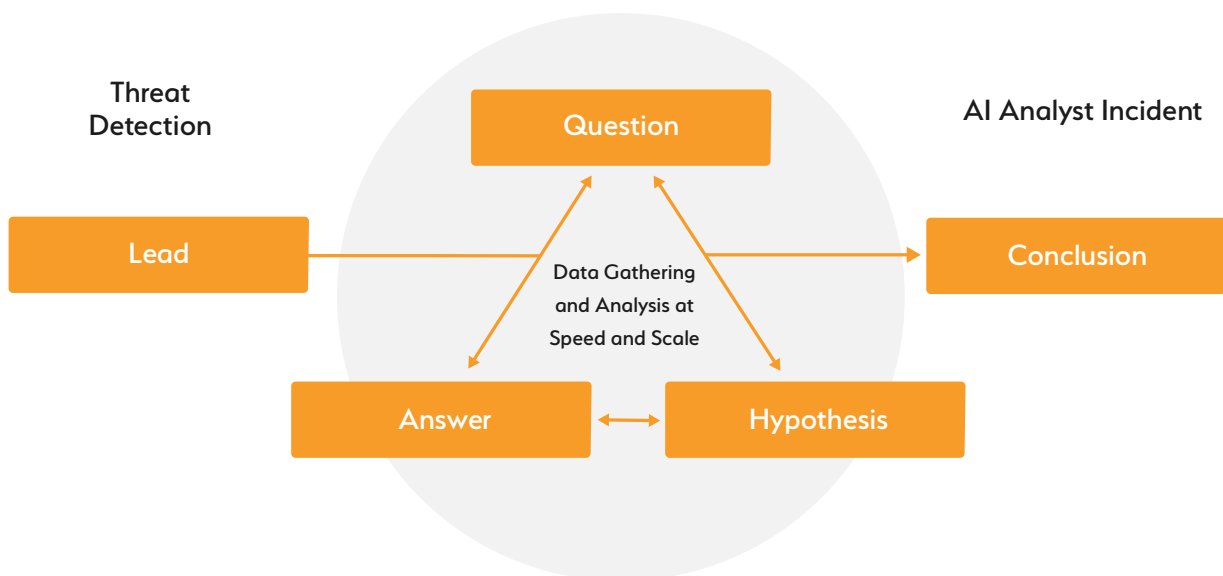 Threat
Detection
Question
AI Analyst Incident
Lead
Conclusion
Data Gathering
and Analysis at
Speed and Scale
Answer
Hypothesis